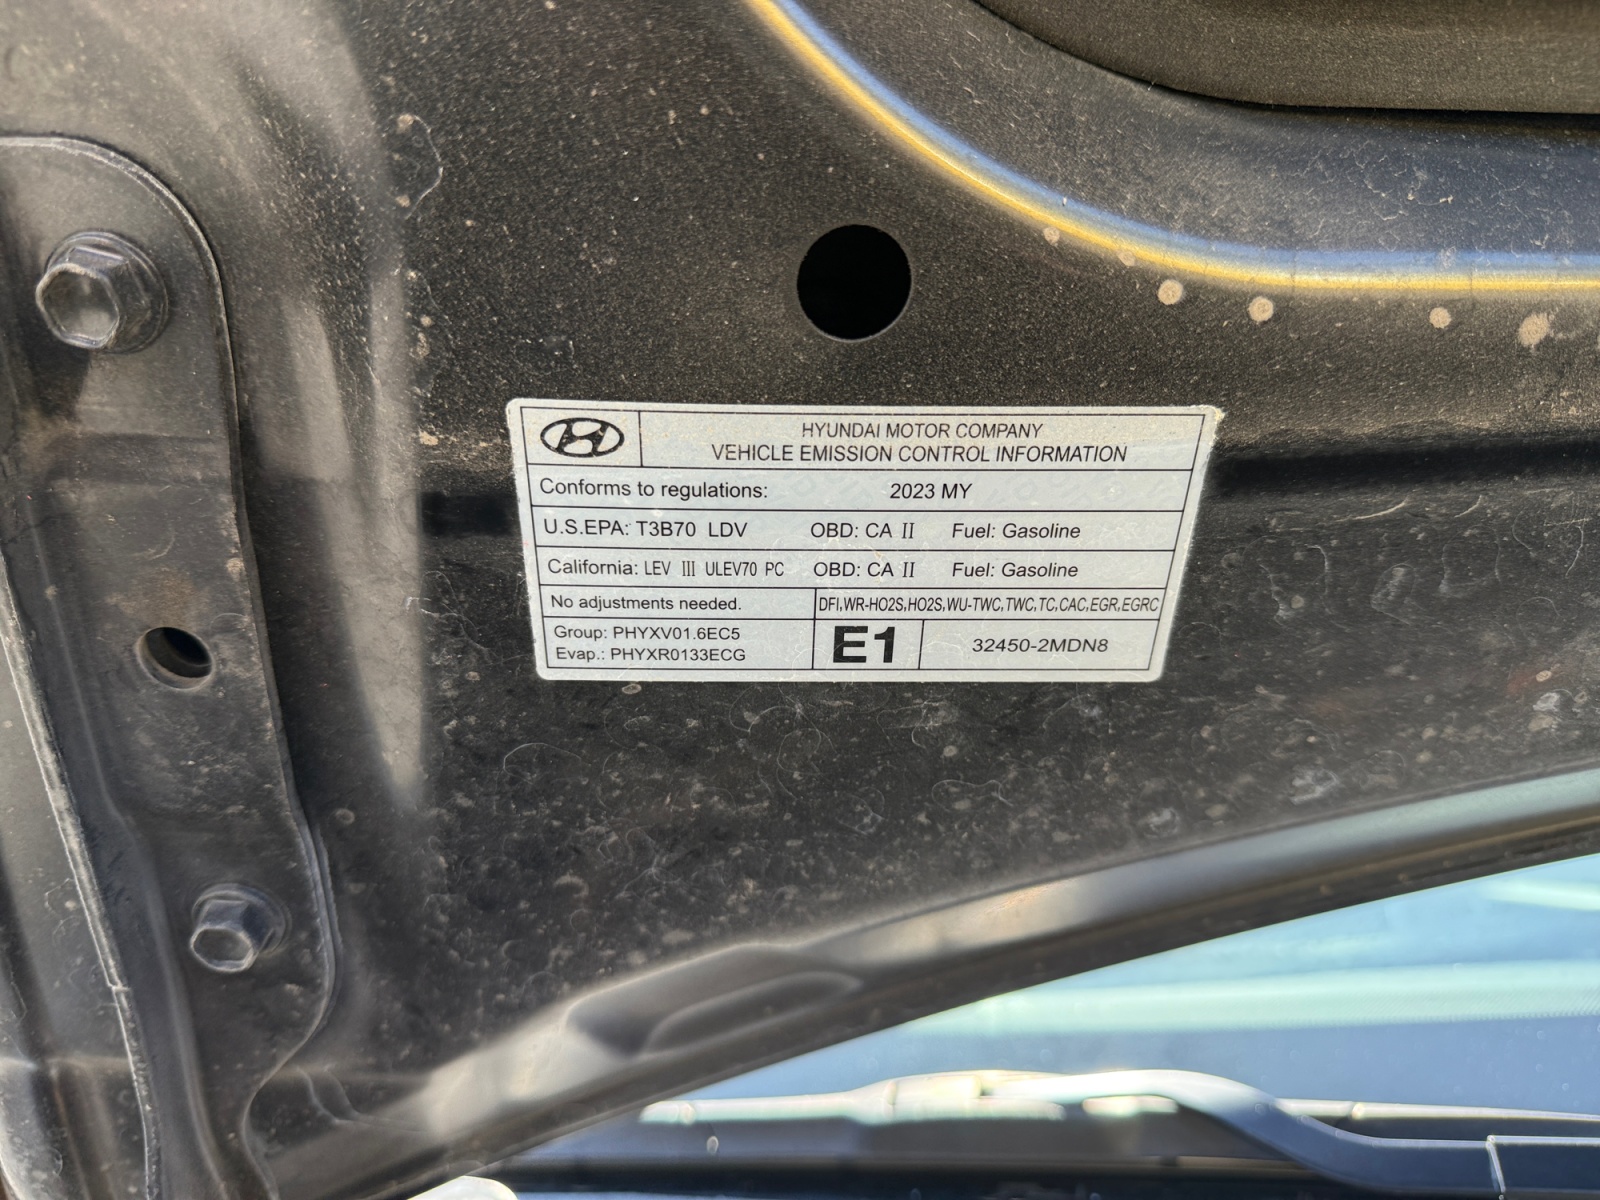 HYUNDAI MOTOR COMPANY
VEHICLE EMISSION CONTROL INFORMATION
Conforms to regulations: 2023 MY
U.S.EPA: T3B70 LDV OBD: CA II Fuel: Gasoline
California: LEV III ULEV70 PC OBD: CA II Fuel: Gasoline
No adjustments needed. DFI,WR-HO2S,HO2S,WU-TWC,TWC,TC,CAC,EGR,EGRC
Group: PHYXV01.6EC5
Evap.: PHYXR0133ECG
E1
32450-2MDN8